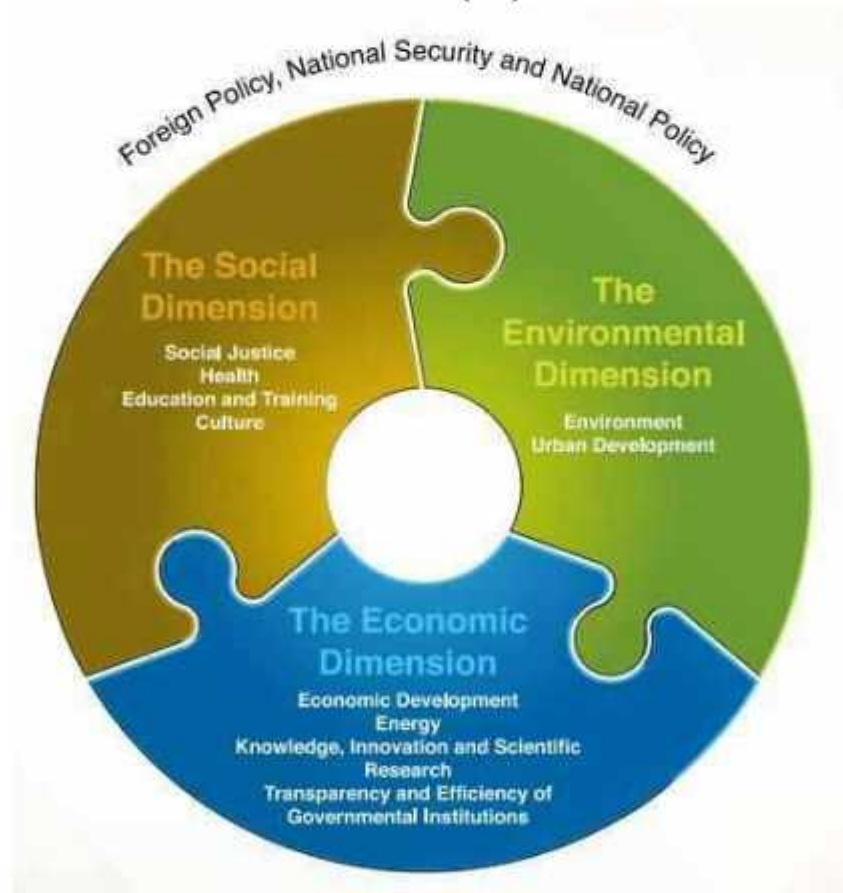 Foreign Policy, National Security and National Policy
The Social
Dimension
Social Justice
Health
Education and Training
Culture
The
Environmental
Dimension
Environment
Urban Development
The Economic
Dimension
Economic Development
Energy
Knowledge, Innovation and Scientific
Research
Transparency and Efficiency of
Governmental Institutions